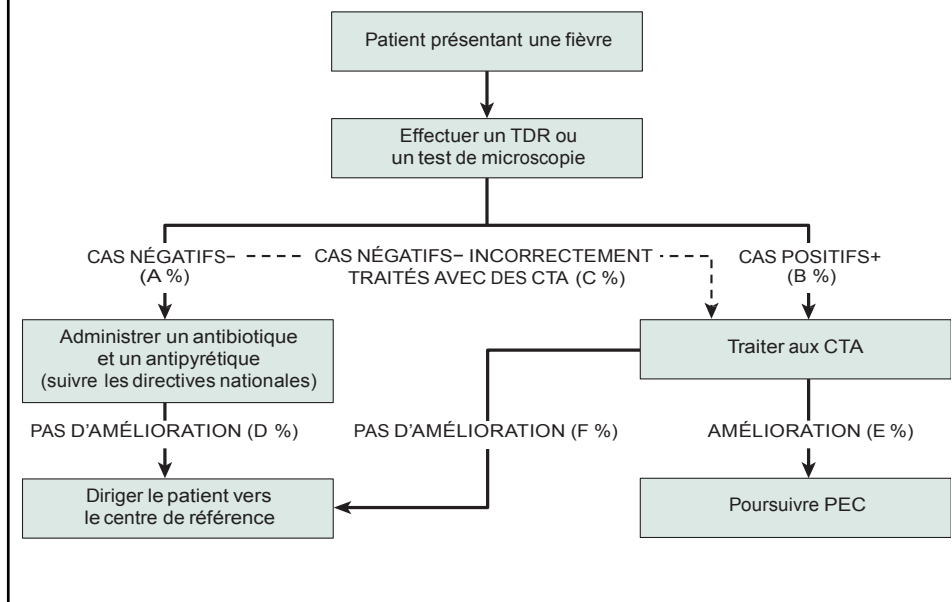 Patient présentant une fièvre
Effectuer un TDR ou
un test de microscopie
CAS NÉGATIFS–
(A %)
CAS NÉGATIFS– INCORRECTEMENT
TRAITÉS AVEC DES CTA (C %)
CAS POSITIFS+
(B %)
Administrer un antibiotique
et un antipyrétique
(suivre les directives nationales)
Traiter aux CTA
PAS D'AMÉLIORATION (D %)
PAS D'AMÉLIORATION (F %)
AMÉLIORATION (E %)
Diriger le patient vers
le centre de référence
Poursuivre PEC